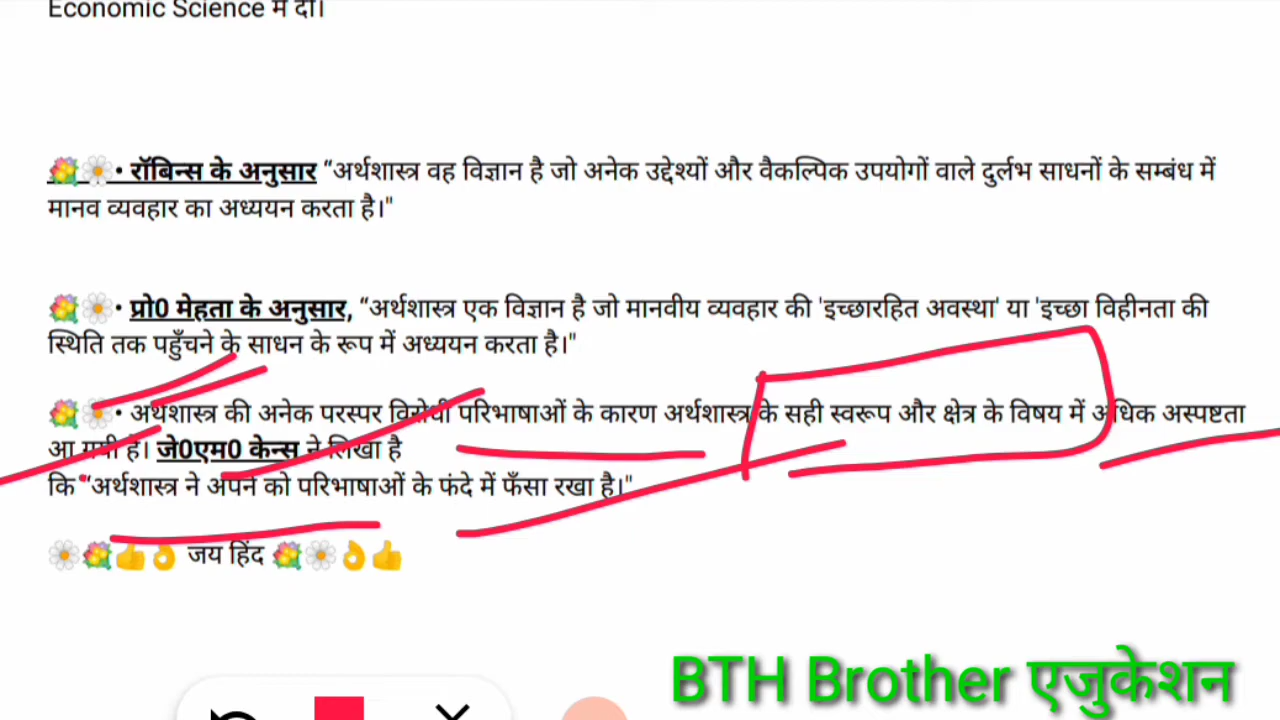 Economic Science में दी।
• रॉबिन्स के अनुसार “अर्थशास्त्र वह विज्ञान है जो अनेक उद्देश्यों और वैकल्पिक उपयोगों वाले दुर्लभ साधनों के सम्बंध में
मानव व्यवहार का अध्ययन करता है।"
• प्रो0 मेहता के अनुसार, “अर्थशास्त्र एक विज्ञान है जो मानवीय व्यवहार की 'इच्छारहित अवस्था' या 'इच्छा विहीनता की
स्थिति तक पहुँचने के साधन के रूप में अध्ययन करता है।"
• अर्थशास्त्र की अनेक परस्पर विरोधी परिभाषाओं के कारण अर्थशास्त्र के सही स्वरूप और क्षेत्र के विषय में अधिक अस्पष्टता
आ गयी है। जे0एम0 केन्स ने लिखा है
कि “अर्थशास्त्र ने अपने को परिभाषाओं के फंदे में फँसा रखा है।"
जय हिंद
BTH Brother एजुकेशन